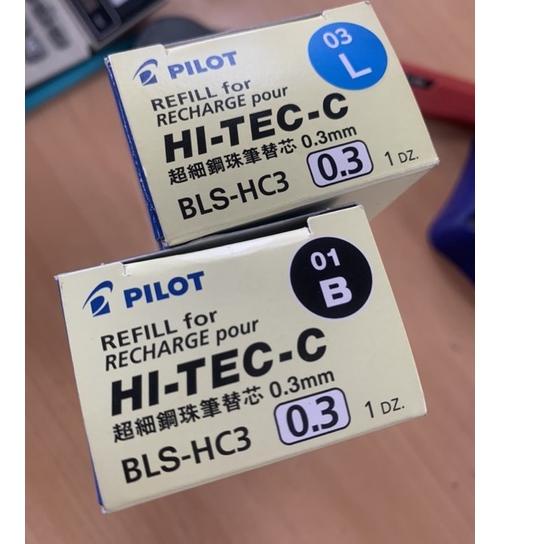 PILOT
03
L
REFILL for
RECHARGE pour
HI-TEC-C
超細鋼珠筆替芯 0.3mm
BLS-HC3 0.3 1 DZ.
PILOT
01
B
REFILL for
RECHARGE pour
HI-TEC-C
超細鋼珠筆替芯 0.3mm
BLS-HC3 0.3 1 DZ.